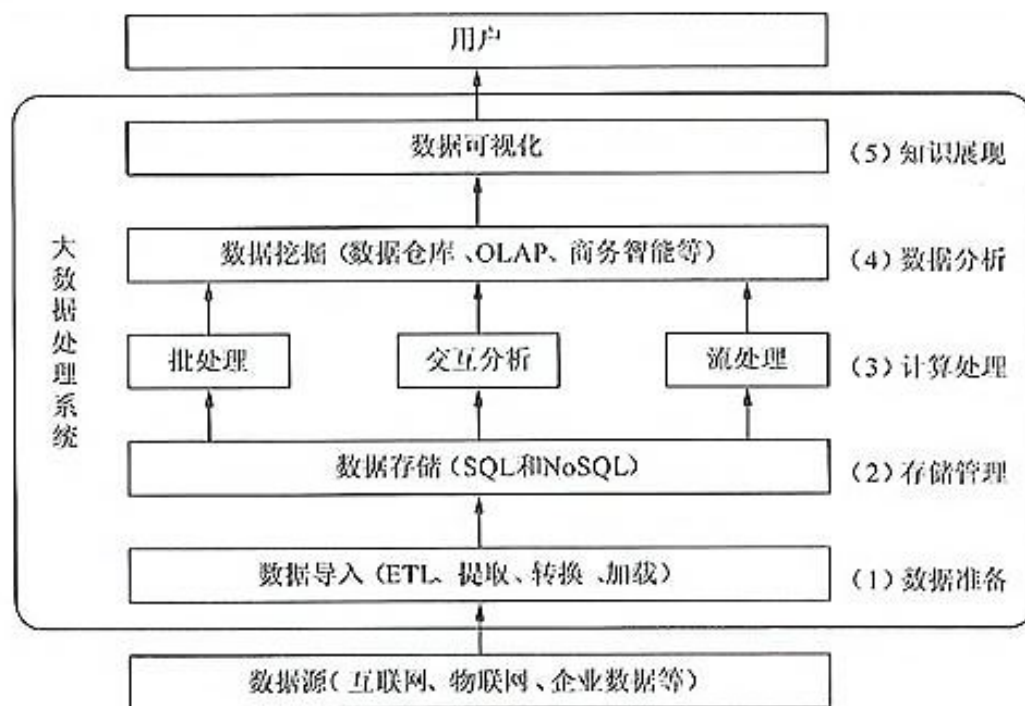 用户
数据可视化
(5)知识展现
数据挖掘(数据仓库、OLAP、商务智能等)
(4)数据分析
批处理
交互分析
流处理
(3)计算处理
大数据处理系统
数据存储(SQL和NoSQL)
(2)存储管理
数据导入(ETL、提取、转换、加载)
(1)数据准备
数据源(互联网、物联网、企业数据等)